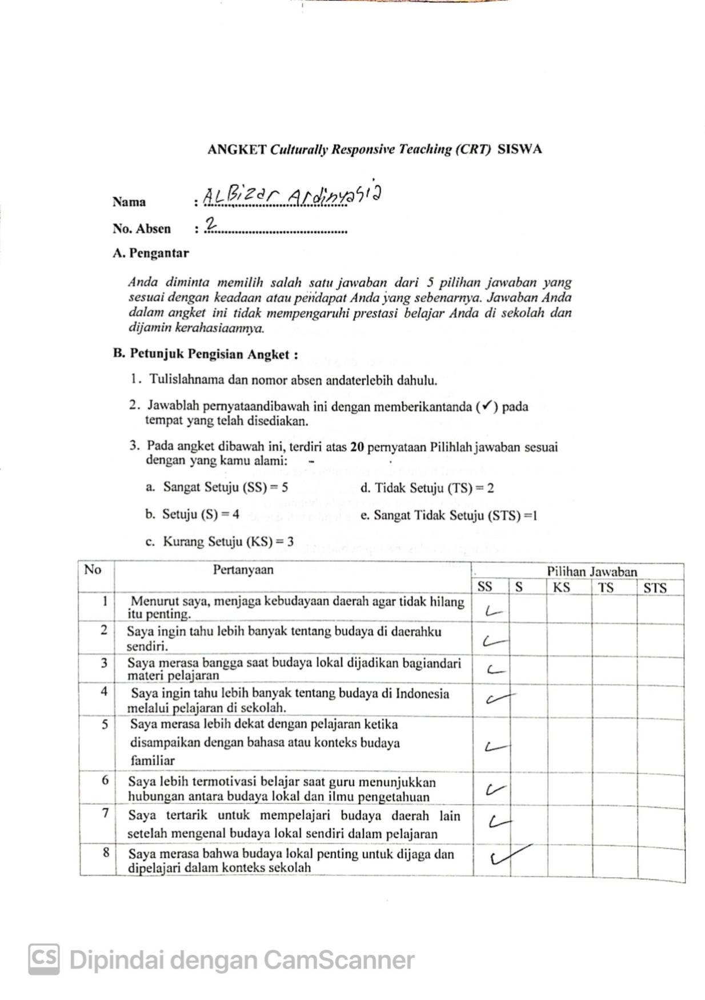 ANGKET Culturally Responsive Teaching (CRT) SISWA
Nama : ALBizar Ardinyasia
No. Absen : 2
A. Pengantar
Anda diminta memilih salah satu jawaban dari 5 pilihan jawaban yang
sesuai dengan keadaan atau pendapat Anda yang sebenarnya. Jawaban Anda
dalam angket ini tidak mempengaruhi prestasi belajar Anda di sekolah dan
dijamin kerahasiaannya.
B. Petunjuk Pengisian Angket :
1. Tulislahnama dan nomor absen andaterlebih dahulu.
2. Jawablah pernyataandibawah ini dengan memberikantanda (✓) pada
tempat yang telah disediakan.
3. Pada angket dibawah ini, terdiri atas 20 pernyataan Pilihlah jawaban sesuai
dengan yang kamu alami:
a. Sangat Setuju (SS) = 5 d. Tidak Setuju (TS) = 2
b. Setuju (S) = 4 e. Sangat Tidak Setuju (STS) =1
c. Kurang Setuju (KS) = 3
No Pertanyaan Pilihan Jawaban
SS S KS TS STS
1 Menurut saya, menjaga kebudayaan daerah agar tidak hilang ✓
itu penting.
2 Saya ingin tahu lebih banyak tentang budaya di daerahku ✓
sendiri.
3 Saya merasa bangga saat budaya lokal dijadikan bagiandari ✓
materi pelajaran
4 Saya ingin tahu lebih banyak tentang budaya di Indonesia ✓
melalui pelajaran di sekolah.
5 Saya merasa lebih dekat dengan pelajaran ketika
disampaikan dengan bahasa atau konteks budaya ✓
familiar
6 Saya lebih termotivasi belajar saat guru menunjukkan ✓
hubungan antara budaya lokal dan ilmu pengetahuan
7 Saya tertarik untuk mempelajari budaya daerah lain ✓
setelah mengenal budaya lokal sendiri dalam pelajaran
8 Saya merasa bahwa budaya lokal penting untuk dijaga dan ✓
dipelajari dalam konteks sekolah
CS Dipindai dengan CamScanner